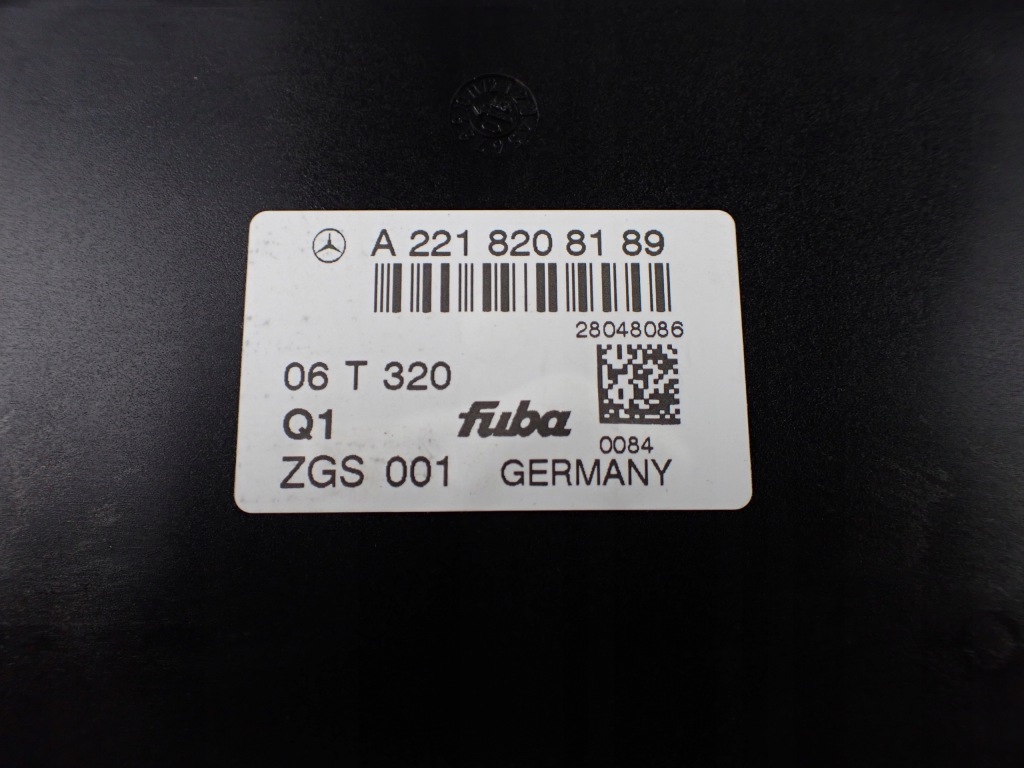 A 221 820 81 89
28048086
06 T 320
Q1
fuba
0084
ZGS 001 GERMANY